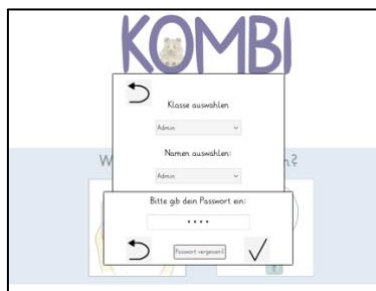 KOMBI
Klasse auswählen
Admin
Namen auswählen:
Admin
W
n?
Bitte gib dein Passwort ein:
Passwort vergessen?